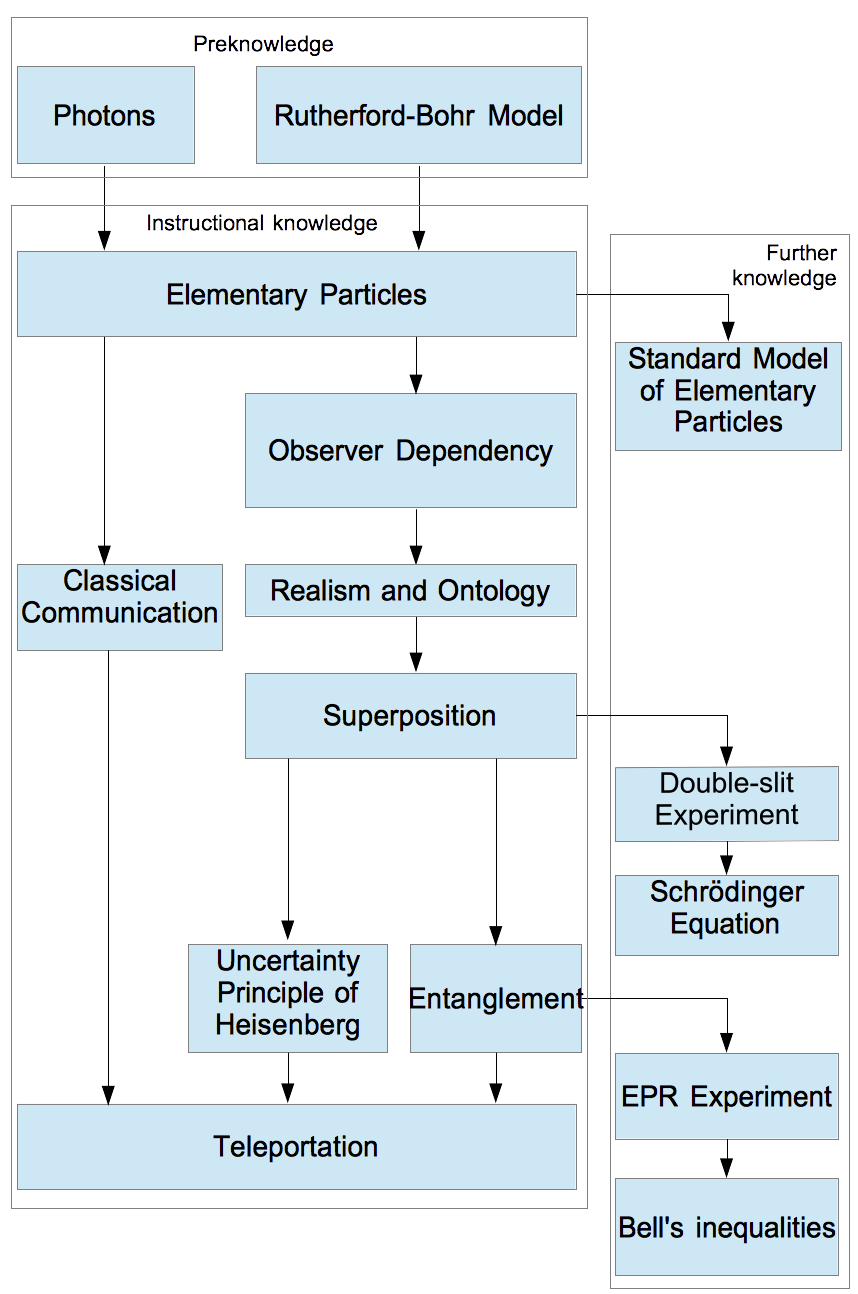 Preknowledge
Photons
Rutherford-Bohr Model
Instructional knowledge
Further
knowledge
Elementary Particles
Standard Model
of Elementary
Particles
Observer Dependency
Classical
Communication
Realism and Ontology
Superposition
Double-slit
Experiment
Schrödinger
Equation
Uncertainty
Principle of
Heisenberg
Entanglement
EPR Experiment
Teleportation
Bell's inequalities